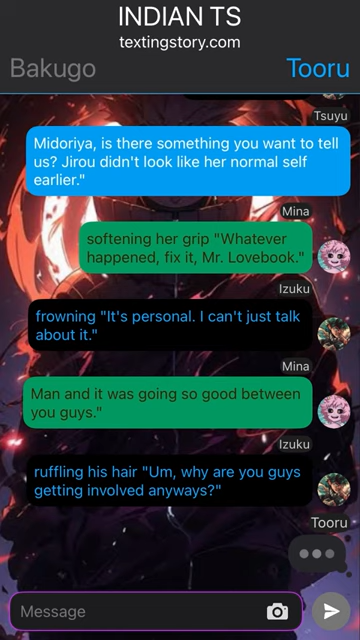 INDIAN TS
textingstory.com
Bakugo
Tooru
Tsuyu
Midoriya, is there something you want to tell
us? Jirou didn't look like her normal self
earlier."
Mina
softening her grip "Whatever
happened, fix it, Mr. Lovebook."
Izuku
frowning "It's personal. I can't just talk
about it."
Mina
Man and it was going so good between
you guys."
Izuku
ruffling his hair "Um, why are you guys
getting involved anyways?"
Tooru
Message